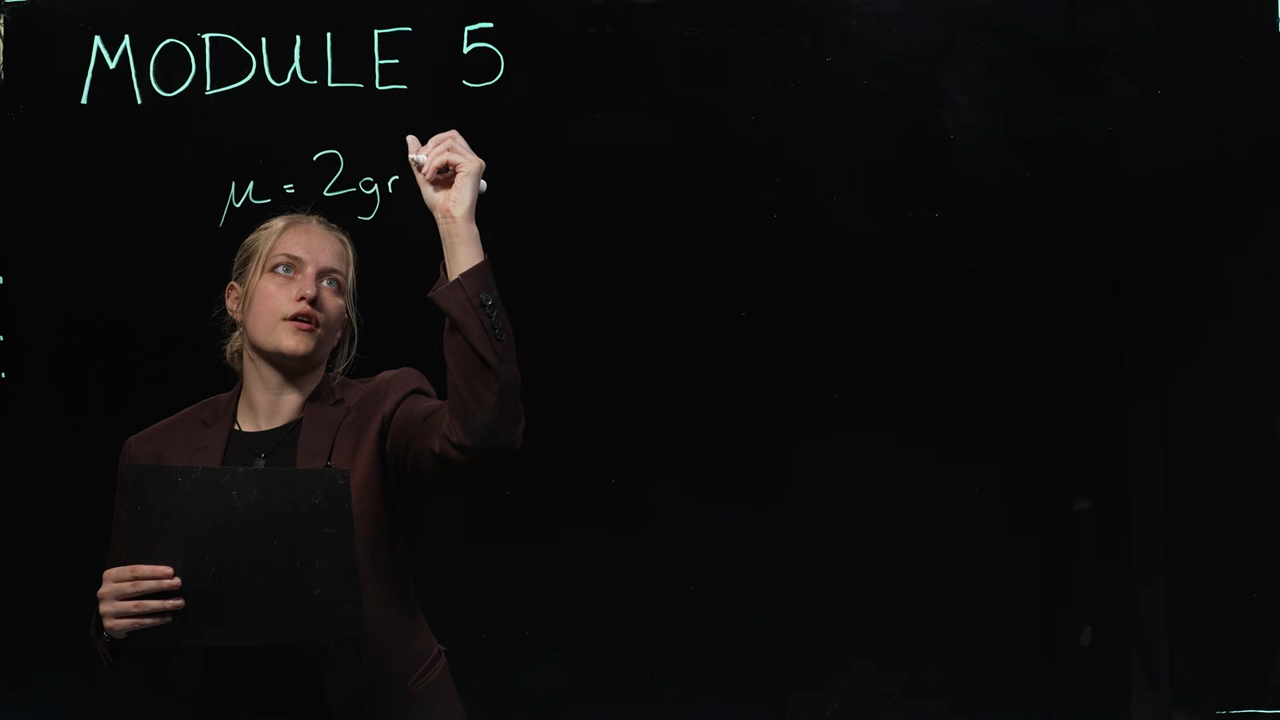 MODULE 5
μ = 2gr